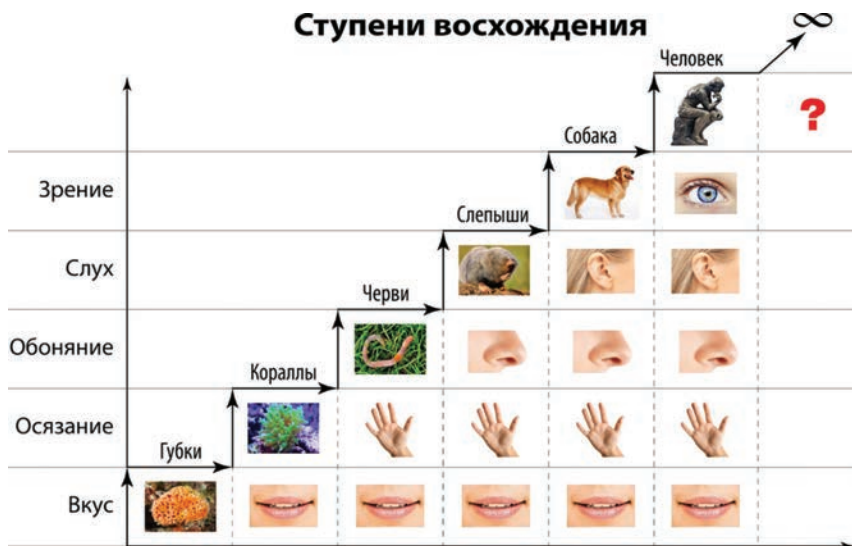 Ступени восхождения
∞
Человек
?
Собака
Зрение
Слепыши
Слух
Черви
Обоняние
Кораллы
Осязание
Губки
Вкус